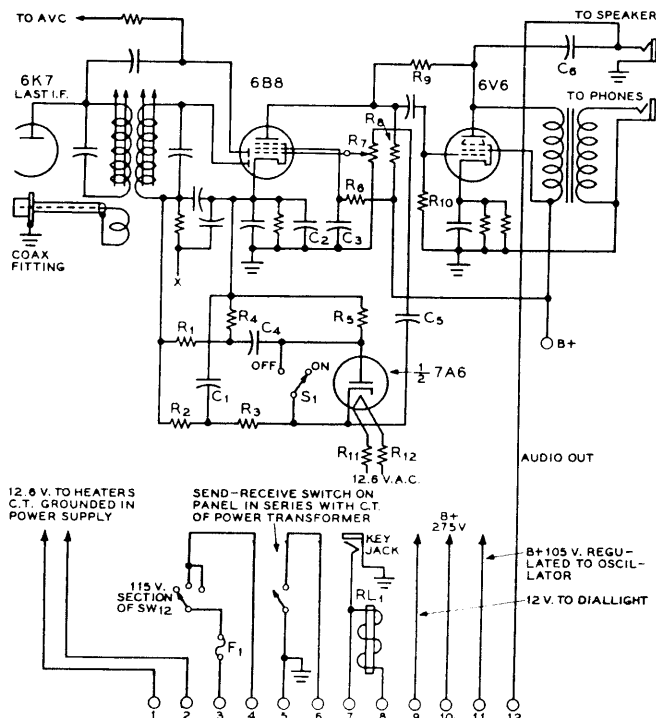 TO AVC
TO SPEAKER
6K7
LAST I.F.
6B8
6V6
R9
C6
TO PHONES
R8
R7
R6
R10
C2
C3
COAX
FITTING
X
R4
C4
R5
C5
B+
R1
OFF
ON
1/2 7A6
C1
S1
R2
R3
R11
R12
12.6 V.A.C.
AUDIO OUT
12.6 V. TO HEATERS
C.T. GROUNDED IN
POWER SUPPLY
SEND-RECEIVE SWITCH ON
PANEL IN SERIES WITH C.T.
OF POWER TRANSFORMER
B+
275V
KEY
JACK
B+105 V. REGU-
LATED TO OSCIL-
LATOR
115 V.
SECTION
OF SW12
RL1
12 V. TO DIALLIGHT
F1
1 2 3 4 5 6 7 8 9 10 11 12